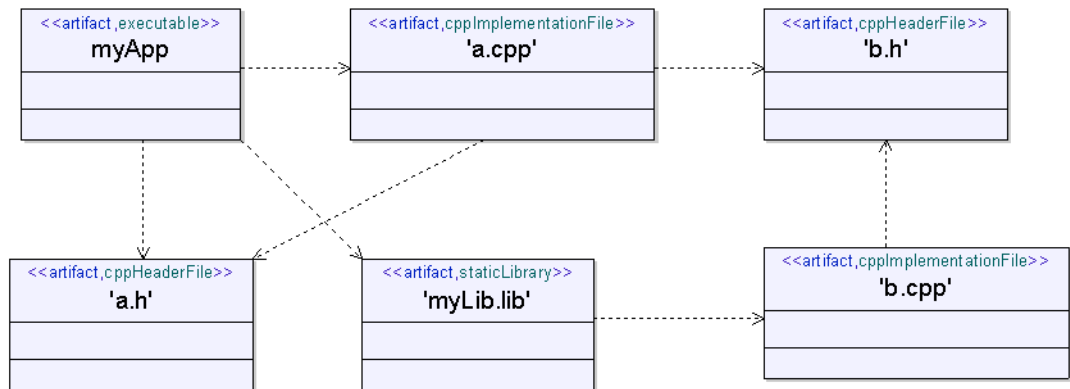 <<artifact,executable>>
myApp
<<artifact,cppImplementationFile>>
'a.cpp'
<<artifact,cppHeaderFile>>
'b.h'
<<artifact,cppHeaderFile>>
'a.h'
<<artifact,staticLibrary>>
'myLib.lib'
<<artifact,cppImplementationFile>>
'b.cpp'